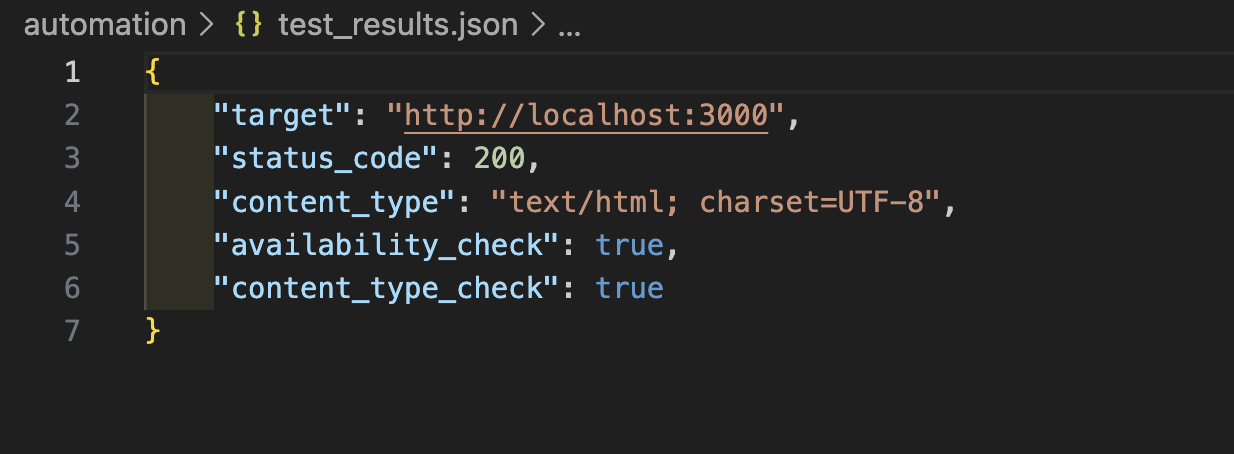 automation > {} test_results.json > ...
1 {
2     "target": "http://localhost:3000",
3     "status_code": 200,
4     "content_type": "text/html; charset=UTF-8",
5     "availability_check": true,
6     "content_type_check": true
7 }